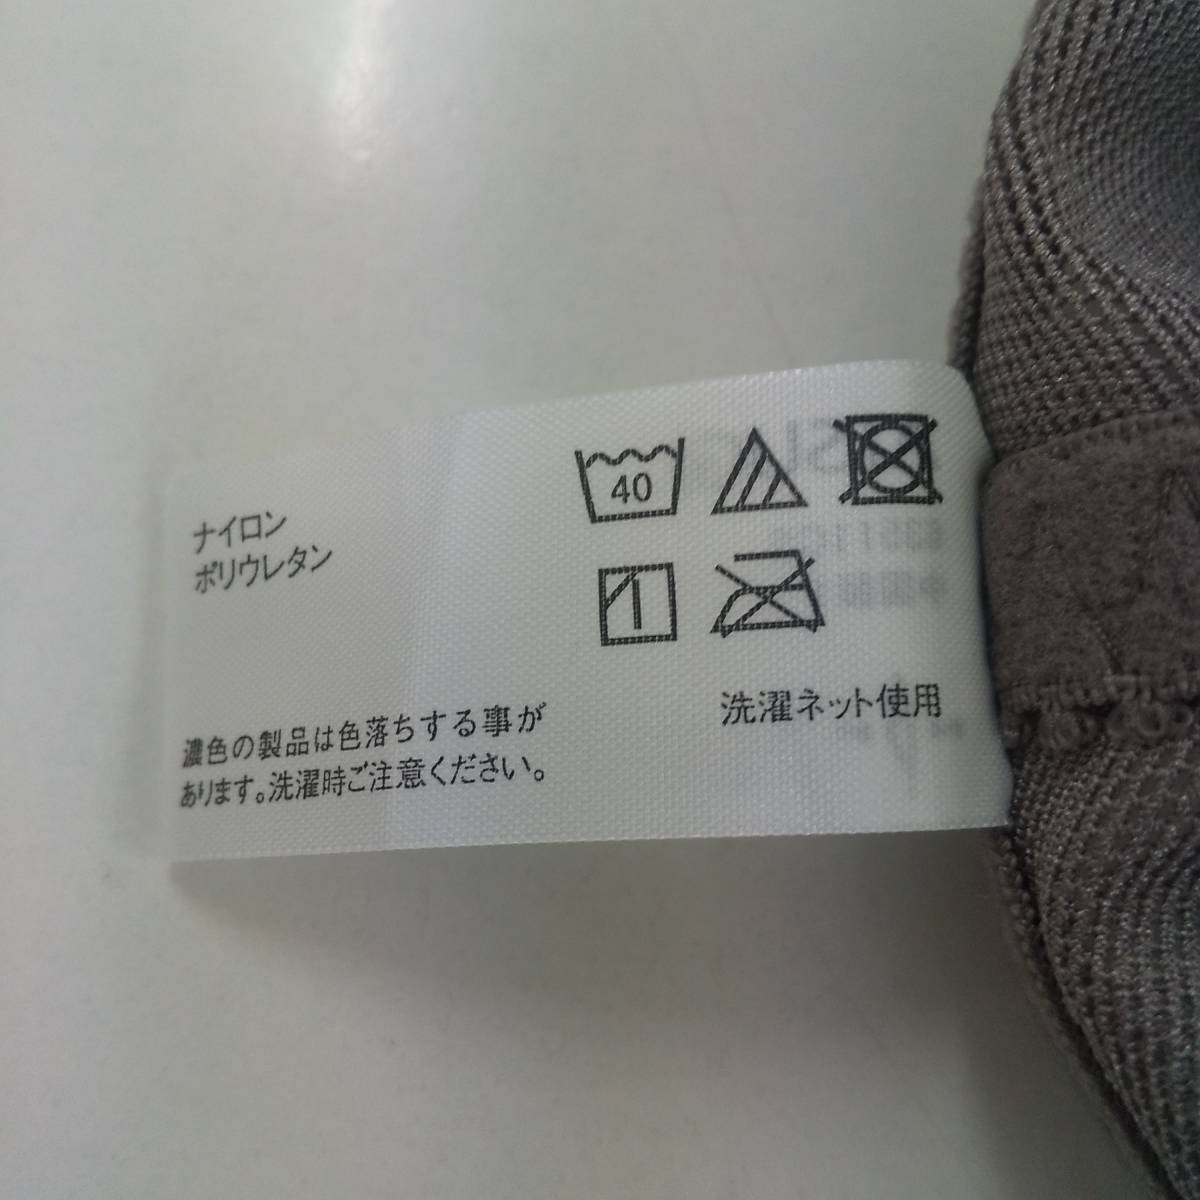 ナイロン
ポリウレタン
40
濃色の製品は色落ちする事が
あります。洗濯時ご注意ください。
洗濯ネット使用